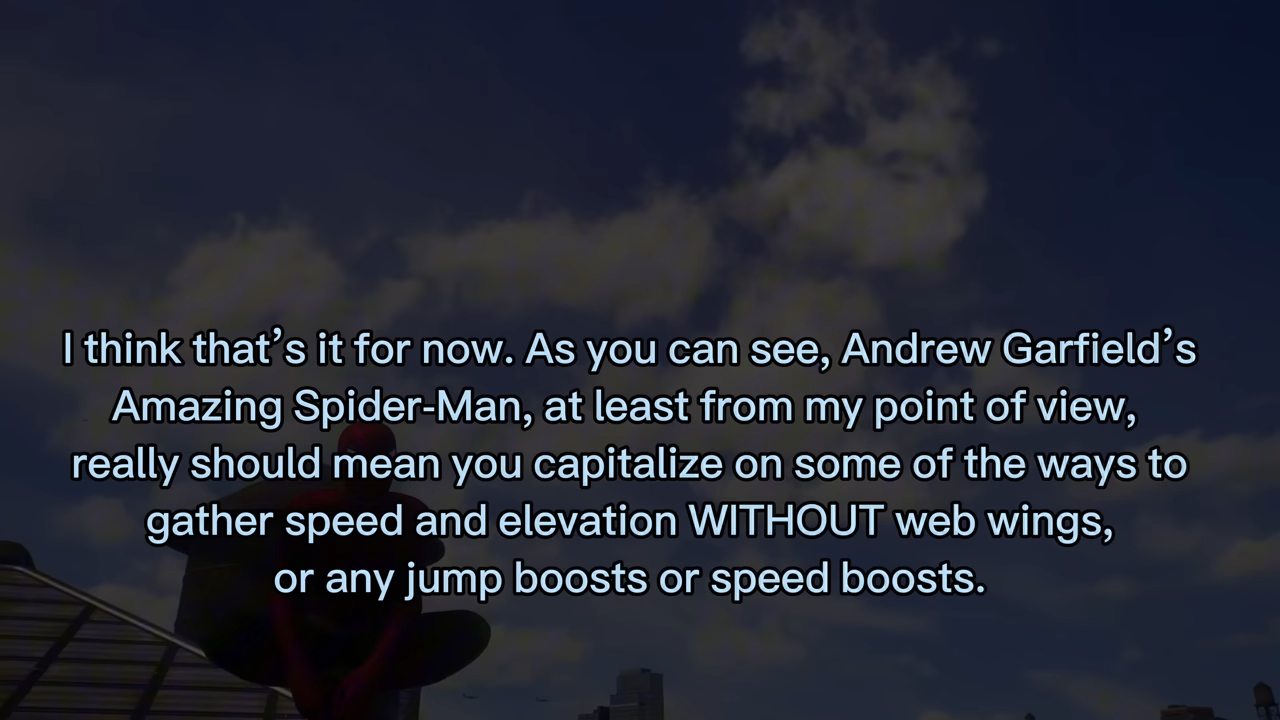 I think that’s it for now. As you can see, Andrew Garfield’s
Amazing Spider-Man, at least from my point of view,
really should mean you capitalize on some of the ways to
gather speed and elevation WITHOUT web wings,
or any jump boosts or speed boosts.